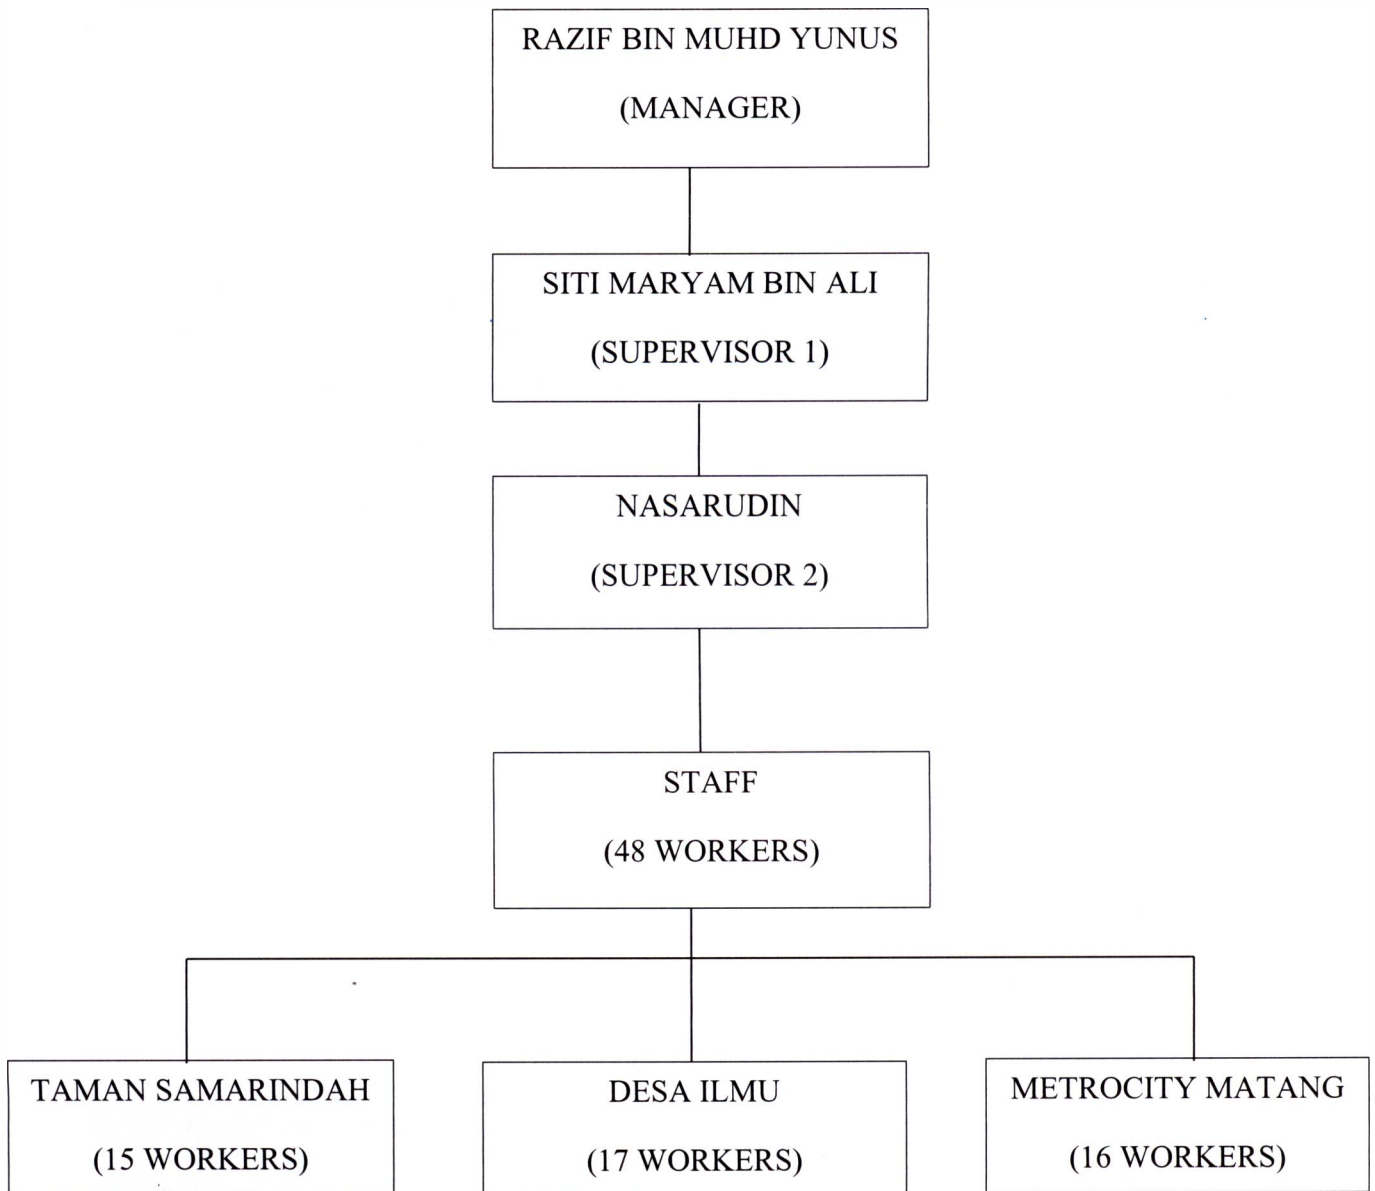 RAZIF BIN MUHD YUNUS
(MANAGER)
SITI MARYAM BIN ALI
(SUPERVISOR 1)
NASARUDIN
(SUPERVISOR 2)
STAFF
(48 WORKERS)
TAMAN SAMARINDAH
(15 WORKERS)
DESA ILMU
(17 WORKERS)
METROCITY MATANG
(16 WORKERS)